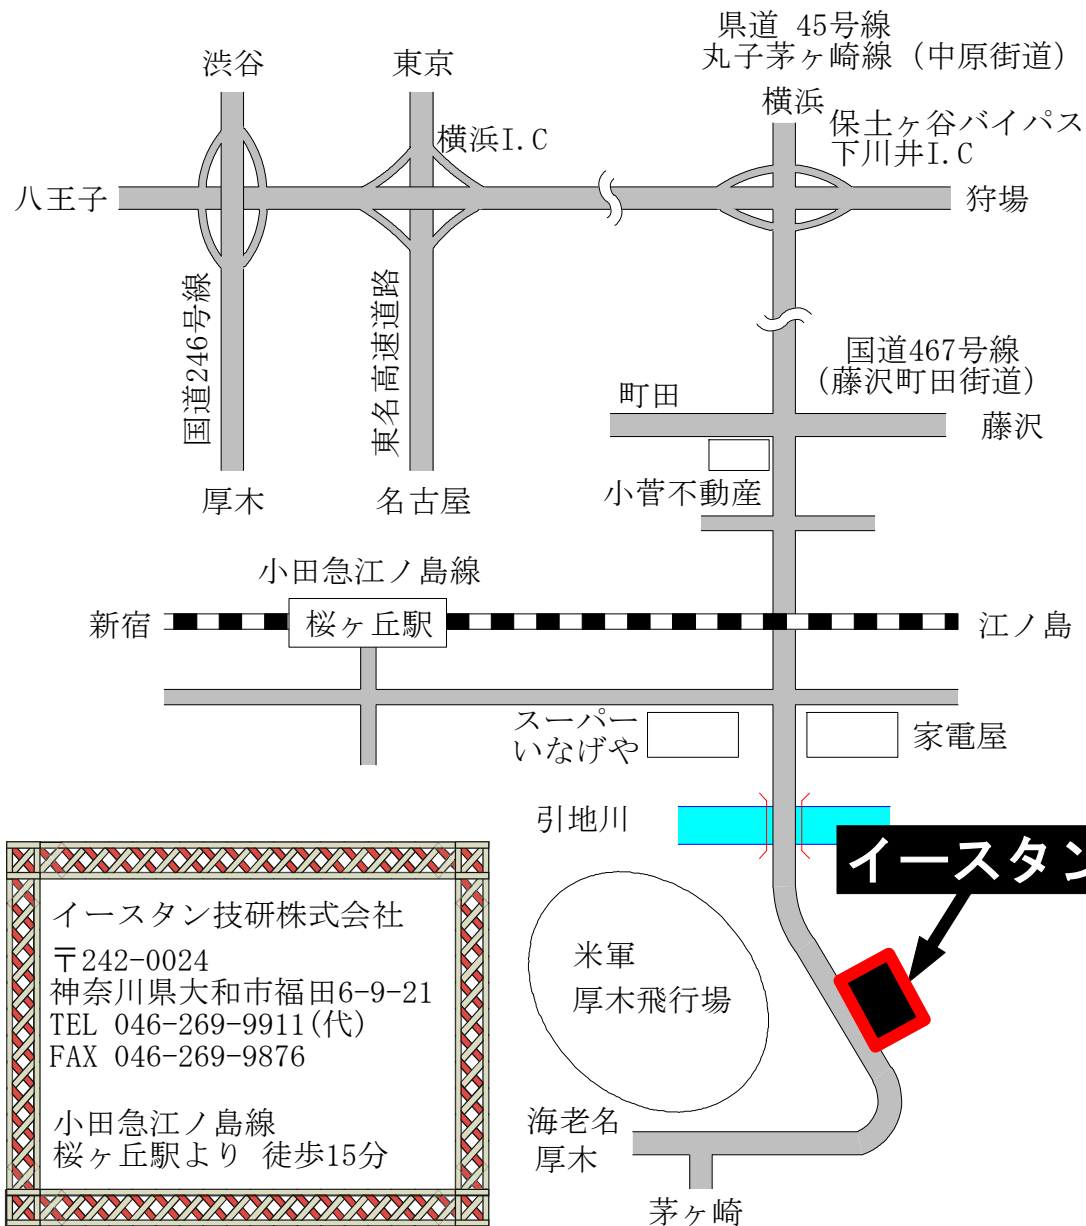 県道 45号線
丸子茅ヶ崎線 (中原街道)
渋谷
東京
横浜
横浜I.C
保土ヶ谷バイパス
下川井I.C
八王子
狩場
国道246号線
東名高速道路
国道467号線
(藤沢町田街道)
町田
藤沢
厚木
名古屋
小菅不動産
小田急江ノ島線
新宿
桜ヶ丘駅
江ノ島
スーパー
いなげや
家電屋
引地川
イースタン
米軍
厚木飛行場
イースタン技研株式会社
〒242-0024
神奈川県大和市福田6-9-21
TEL 046-269-9911(代)
FAX 046-269-9876
小田急江ノ島線
桜ヶ丘駅より 徒歩15分
海老名
厚木
茅ヶ崎